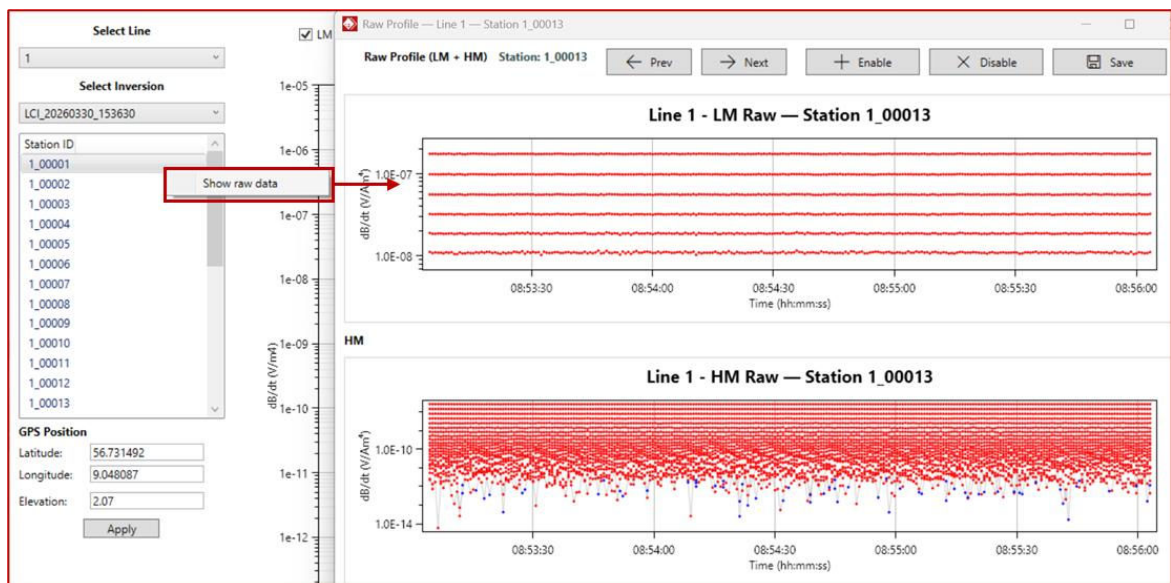 Select Line
1
Select Inversion
LCI_20260330_153630
Station ID
1_00001
1_00002
1_00003
1_00004
1_00005
1_00006
1_00007
1_00008
1_00009
1_00010
1_00011
1_00012
1_00013
GPS Position
Latitude: 56.731492
Longitude: 9.048087
Elevation: 2.07
Apply
Show raw data
LM
1e-05
1e-06
1e-07
1e-08
1e-09
1e-10
1e-11
1e-12
dB/dt (V/m4)
Raw Profile — Line 1 — Station 1_00013
Raw Profile (LM + HM) Station: 1_00013
Prev
Next
Enable
Disable
Save
Line 1 - LM Raw — Station 1_00013
1.0E-07
1.0E-08
dB/dt (V/Am⁴)
08:53:30 08:54:00 08:54:30 08:55:00 08:55:30 08:56:00
Time (hh:mm:ss)
HM
Line 1 - HM Raw — Station 1_00013
1.0E-10
1.0E-14
dB/dt (V/Am⁴)
08:53:30 08:54:00 08:54:30 08:55:00 08:55:30 08:56:00
Time (hh:mm:ss)